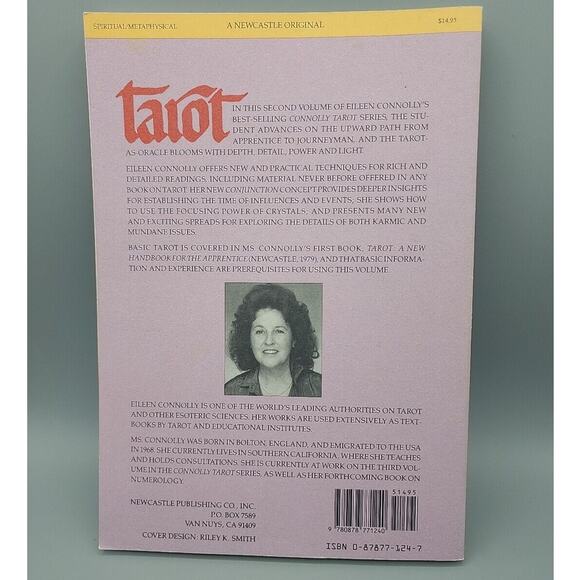 SPIRITUAL/METAPHYSICAL
A NEWCASTLE ORIGINAL
$14.95
tarot
IN THIS SECOND VOLUME OF EILEEN CONNOLLY'S
BEST-SELLING CONNOLLY TAROT SERIES, THE STU-
DENT ADVANCES ON THE UPWARD PATH FROM
APPRENTICE TO JOURNEYMAN, AND THE TAROT-
AS-ORACLE BLOOMS WITH DEPTH, DETAIL, POWER AND LIGHT.
EILEEN CONNOLLY OFFERS NEW AND PRACTICAL TECHNIQUES FOR RICH AND
DETAILED READINGS, INCLUDING MATERIAL NEVER BEFORE OFFERED IN ANY
BOOK ON TAROT. HER NEW CONJUNCTION CONCEPT PROVIDES DEEPER INSIGHTS
FOR ESTABLISHING THE TIME OF INFLUENCES AND EVENTS; SHE SHOWS HOW
TO USE THE FOCUSING POWER OF CRYSTALS; AND PRESENTS MANY NEW
AND EXCITING SPREADS FOR EXPLORING THE DETAILS OF BOTH KARMIC AND
MUNDANE ISSUES.
BASIC TAROT IS COVERED IN MS. CONNOLLY'S FIRST BOOK, TAROT: A NEW
HANDBOOK FOR THE APPRENTICE (NEWCASTLE, 1979), AND THAT BASIC INFORMA-
TION AND EXPERIENCE ARE PREREQUISITES FOR USING THIS VOLUME.
EILEEN CONNOLLY IS ONE OF THE WORLD'S LEADING AUTHORITIES ON TAROT
AND OTHER ESOTERIC SCIENCES. HER WORKS ARE USED EXTENSIVELY AS TEXT-
BOOKS BY TAROT AND EDUCATIONAL INSTITUTES.
MS. CONNOLLY WAS BORN IN BOLTON, ENGLAND, AND EMIGRATED TO THE USA
IN 1968. SHE CURRENTLY LIVES IN SOUTHERN CALIFORNIA, WHERE SHE TEACHES
AND HOLDS CONSULTATIONS. SHE IS CURRENTLY AT WORK ON THE THIRD VOL-
UME IN THE CONNOLLY TAROT SERIES, AS WELL AS HER FORTHCOMING BOOK ON
NUMEROLOGY.
NEWCASTLE PUBLISHING CO., INC.
P.O. BOX 7589
VAN NUYS, CA 91409
COVER DESIGN: RILEY K. SMITH
51495
9 780878 771240
ISBN 0-87877-124-7